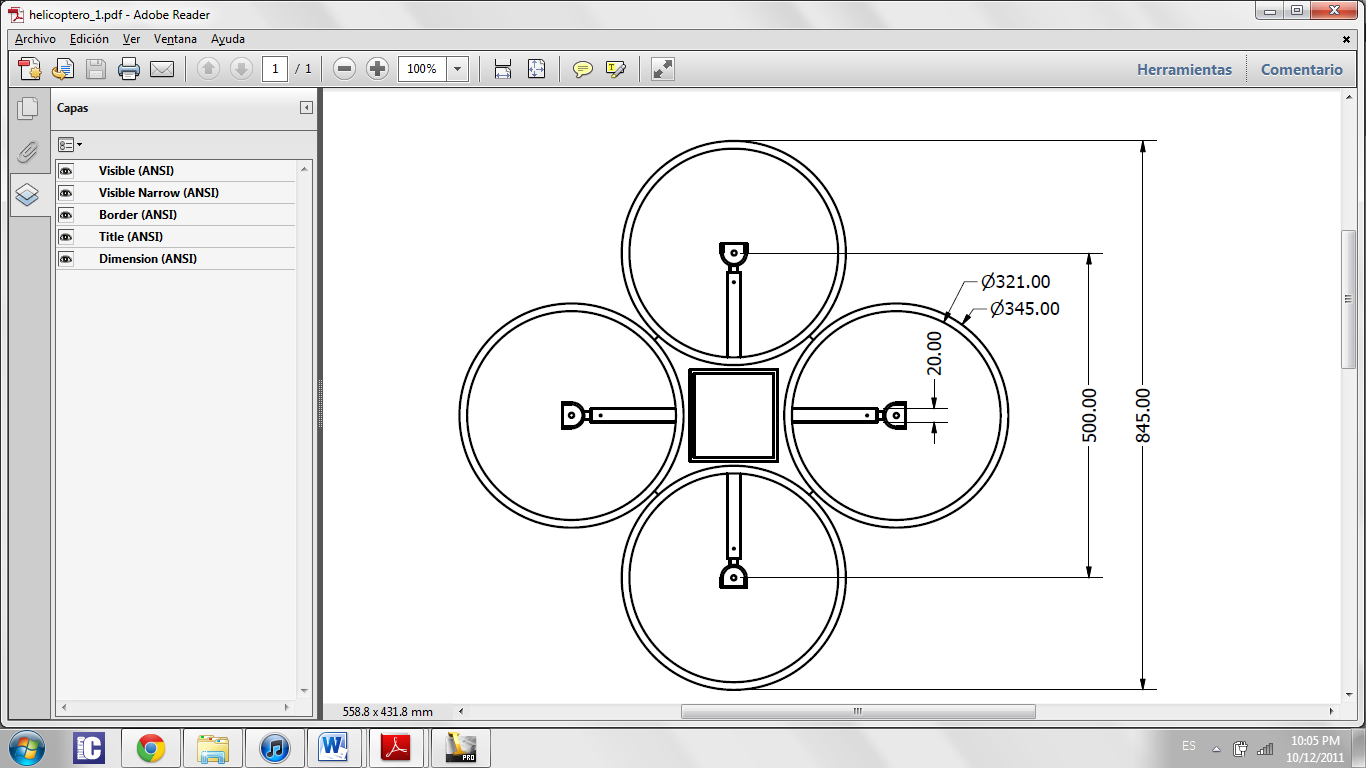 helicoptero_1.pdf - Adobe Reader
Archivo Edición Ver Ventana Ayuda
1 / 1 100% Herramientas Comentario
Capas
Visible (ANSI)
Visible Narrow (ANSI)
Border (ANSI)
Title (ANSI)
Dimension (ANSI)
Ø321.00
Ø345.00
20.00
500.00
845.00
558.8 x 431.8 mm
PRO
ES
10:05 PM
10/12/2011